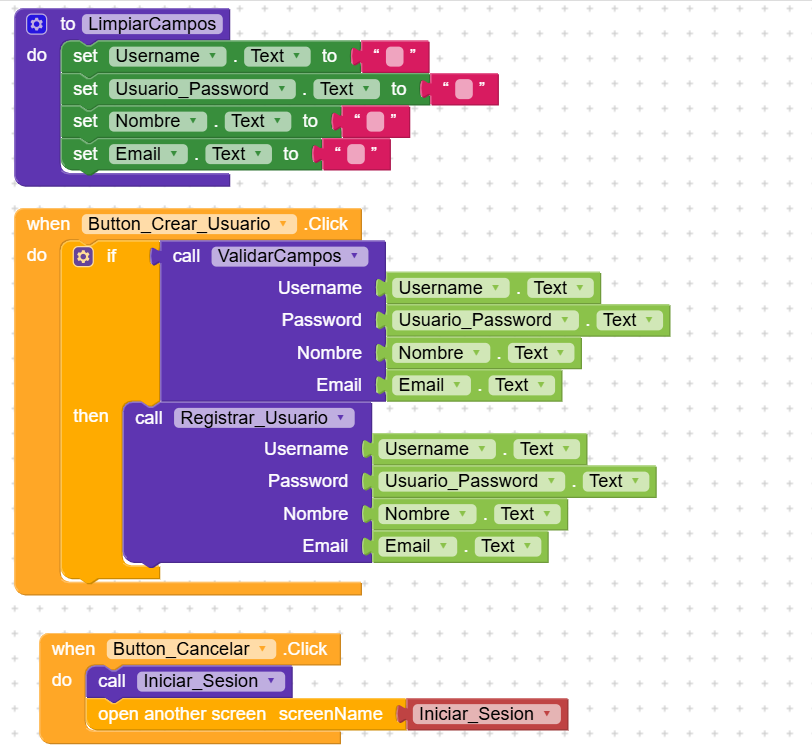 to LimpiarCampos
do set Username . Text to “ ”
set Usuario_Password . Text to “ ”
set Nombre . Text to “ ”
set Email . Text to “ ”
when Button_Crear_Usuario .Click
do if call ValidarCampos
Username Username . Text
Password Usuario_Password . Text
Nombre Nombre . Text
Email Email . Text
then call Registrar_Usuario
Username Username . Text
Password Usuario_Password . Text
Nombre Nombre . Text
Email Email . Text
when Button_Cancelar .Click
do call Iniciar_Sesion
open another screen screenName Iniciar_Sesion